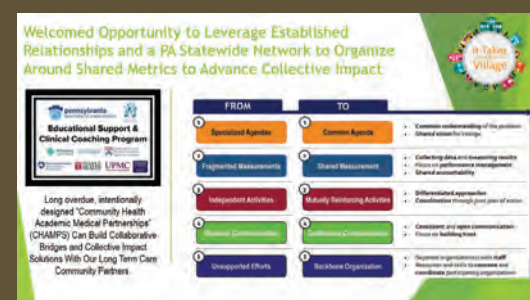 Welcomed Opportunity to Leverage Established
Relationships and a PA Statewide Network to Organize
Around Shared Metrics to Advance Collective Impact
It Takes
Village
pennsylvania
Educational Support &
Clinical Coaching Program
UPMC
Long overdue, intentionally
designed "Community Health
Academic Medical Partnerships"
(CHAMPS) Can Build Collaborative
Bridges and Collective Impact
Solutions With Our Long Term Care
Community Partners
FROM
TO
Specialized Agendas
Common Agenda
Common understanding of the problem
Shared vision for change
Fragmented Measurements
Shared Measurement
Collecting data and measuring results
Focus on performance management
Shared accountability
Independent Activities
Mutually Reinforcing Activities
Differentiated approaches
Coordination through joint plan of action
Consistent and open communication
Focus on building trust
Unsupported Efforts
Backbone Organization
Separate organization(s) with staff
Resources and skills to convene and
coordinate participating organizations